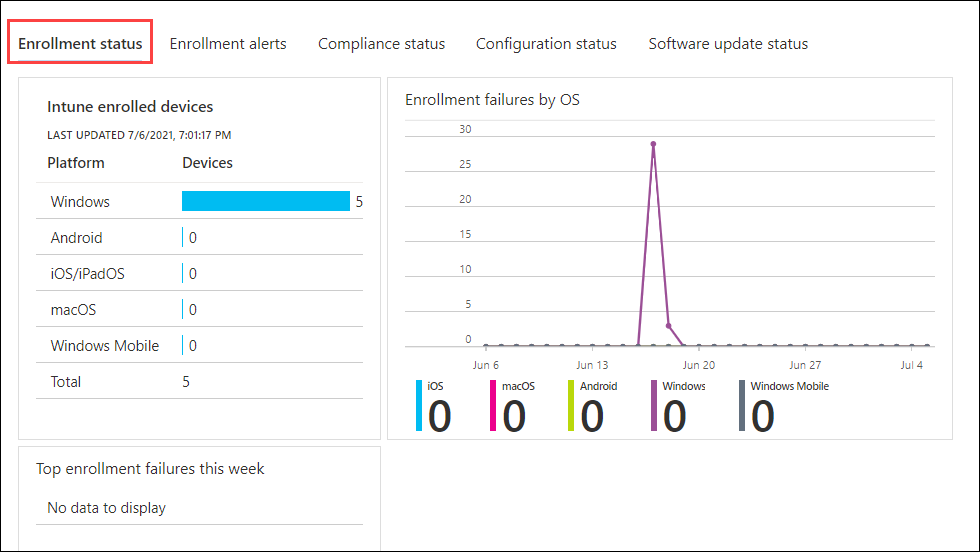 Enrollment status Enrollment alerts Compliance status Configuration status Software update status
Intune enrolled devices
LAST UPDATED 7/6/2021, 7:01:17 PM
Platform Devices
Windows 5
Android 0
iOS/iPadOS 0
macOS 0
Windows Mobile 0
Total 5
Enrollment failures by OS
30
25
20
15
10
5
0
Jun 6 Jun 13 Jun 20 Jun 27 Jul 4
iOS macOS Android Windows Windows Mobile
0 0 0 0 0
Top enrollment failures this week
No data to display